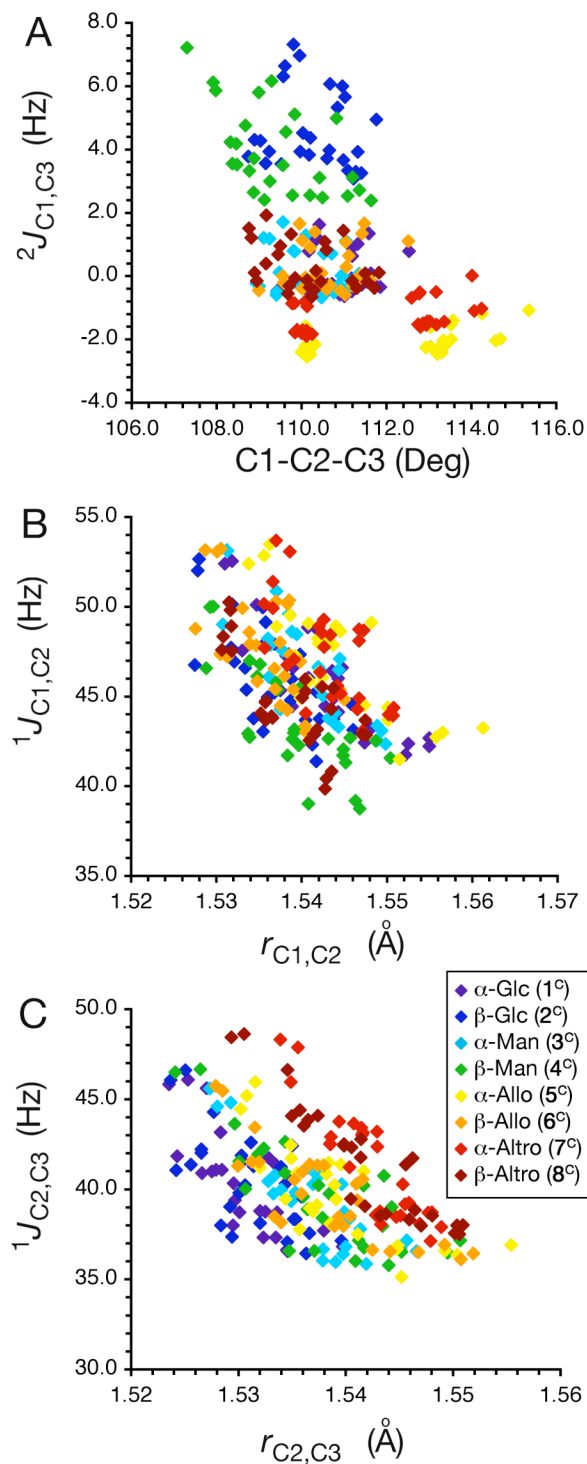 A
8.0
6.0
4.0
2.0
0.0
-2.0
-4.0
²J_C1,C3 (Hz)
106.0 108.0 110.0 112.0 114.0 116.0
C1-C2-C3 (Deg)
B
55.0
50.0
45.0
40.0
35.0
¹J_C1,C2 (Hz)
1.52 1.53 1.54 1.55 1.56 1.57
r_C1,C2 (Å)
C
50.0
45.0
40.0
35.0
30.0
¹J_C2,C3 (Hz)
α-Glc (1ᶜ)
β-Glc (2ᶜ)
α-Man (3ᶜ)
β-Man (4ᶜ)
α-Allo (5ᶜ)
β-Allo (6ᶜ)
α-Altro (7ᶜ)
β-Altro (8ᶜ)
1.52 1.53 1.54 1.55 1.56
r_C2,C3 (Å)